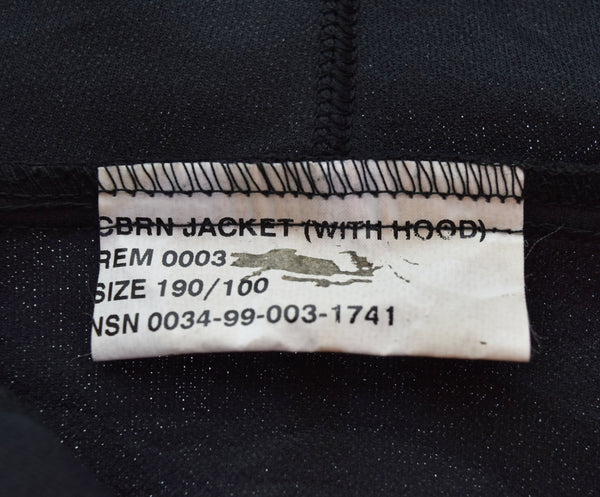 CBRN JACKET (WITH HOOD)
REM 0003
SIZE 190/100
NSN 0034-99-003-1741